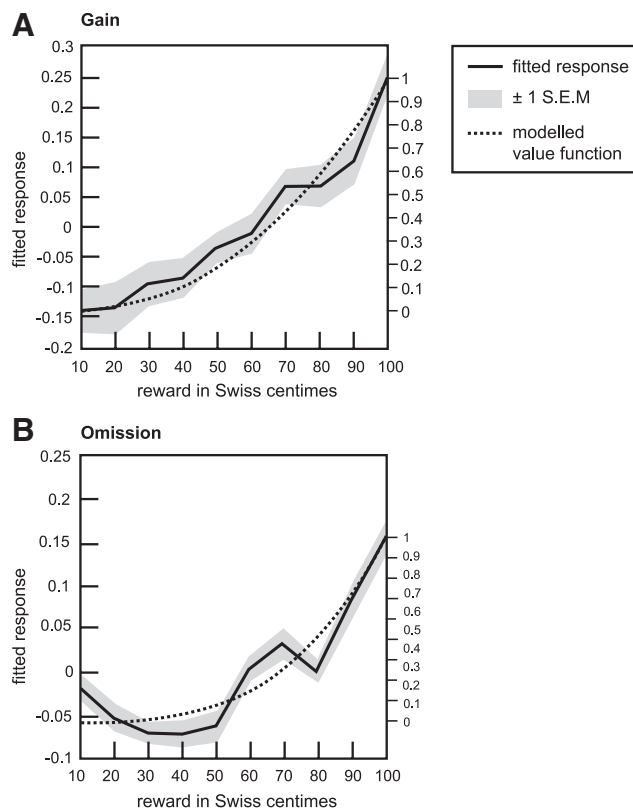 A
Gain
0.3
0.25
0.2
0.15
0.1
0.05
0
-0.05
-0.1
-0.15
-0.2
fitted response
1
0.9
0.8
0.7
0.6
0.5
0.4
0.3
0.2
0.1
0
10 20 30 40 50 60 70 80 90 100
reward in Swiss centimes
fitted response
± 1 S.E.M
modelled
value function
B
Omission
0.25
0.2
0.15
0.1
0.05
0
-0.05
-0.1
fitted response
1
0.9
0.8
0.7
0.6
0.5
0.4
0.3
0.2
0.1
0
10 20 30 40 50 60 70 80 90 100
reward in Swiss centimes